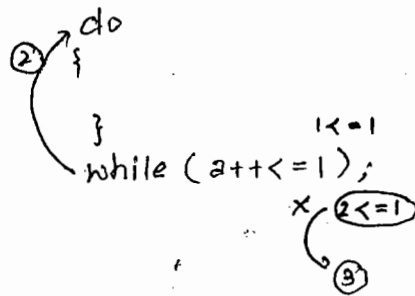 do
2 {
}
1<=1
while (a++<=1);
x 2<=1
3